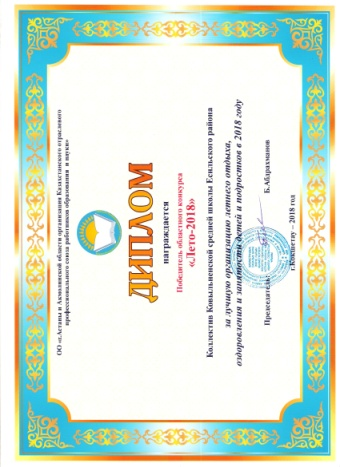 ОО «г.Астаны и Акмолинской области организации Казахстанского отраслевого
профессионального союза работников образования и науки»
ДИПЛОМ
награждается
Победитель областного конкурса
«Лето-2018»
Коллектив Ковыльненской средней школы Есильского района
за лучшую организацию летнего отдыха,
оздоровления и занятости детей и подростков в 2018 году
Председатель: Б.Абдрахманов
г.Кокшетау – 2018 год